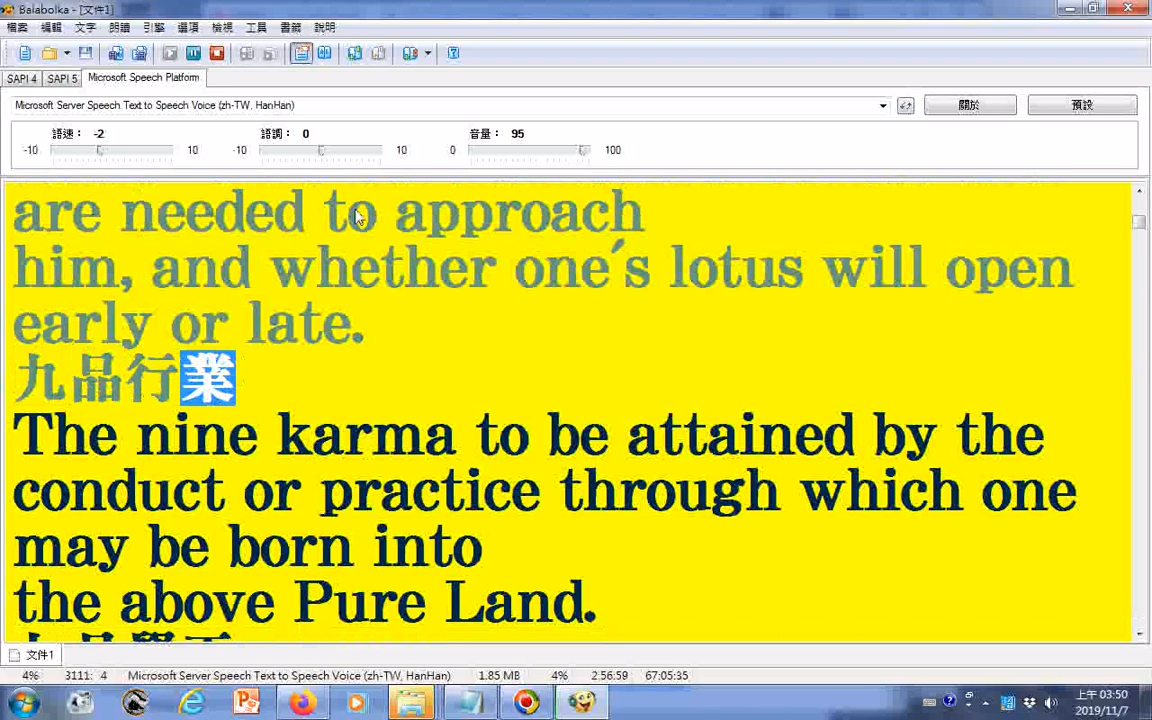 Balabolka - [文件1]
檔案 編輯 文字 朗讀 引擎 選項 檢視 工具 書籤 說明
SAPI 4 SAPI 5 Microsoft Speech Platform
Microsoft Server Speech Text to Speech Voice (zh-TW, HanHan) 關於 預設
語速: -2 語調: 0 音量: 95
-10 10 -10 10 0 100
are needed to approach
him, and whether one´s lotus will open
early or late.
九品行業
The nine karma to be attained by the
conduct or practice through which one
may be born into
the above Pure Land.
文件1
4% 3111: 4 Microsoft Server Speech Text to Speech Voice (zh-TW, HanHan) 1.85 MB 4% 2:56:59 67:05:35
上午 03:50
2019/11/7